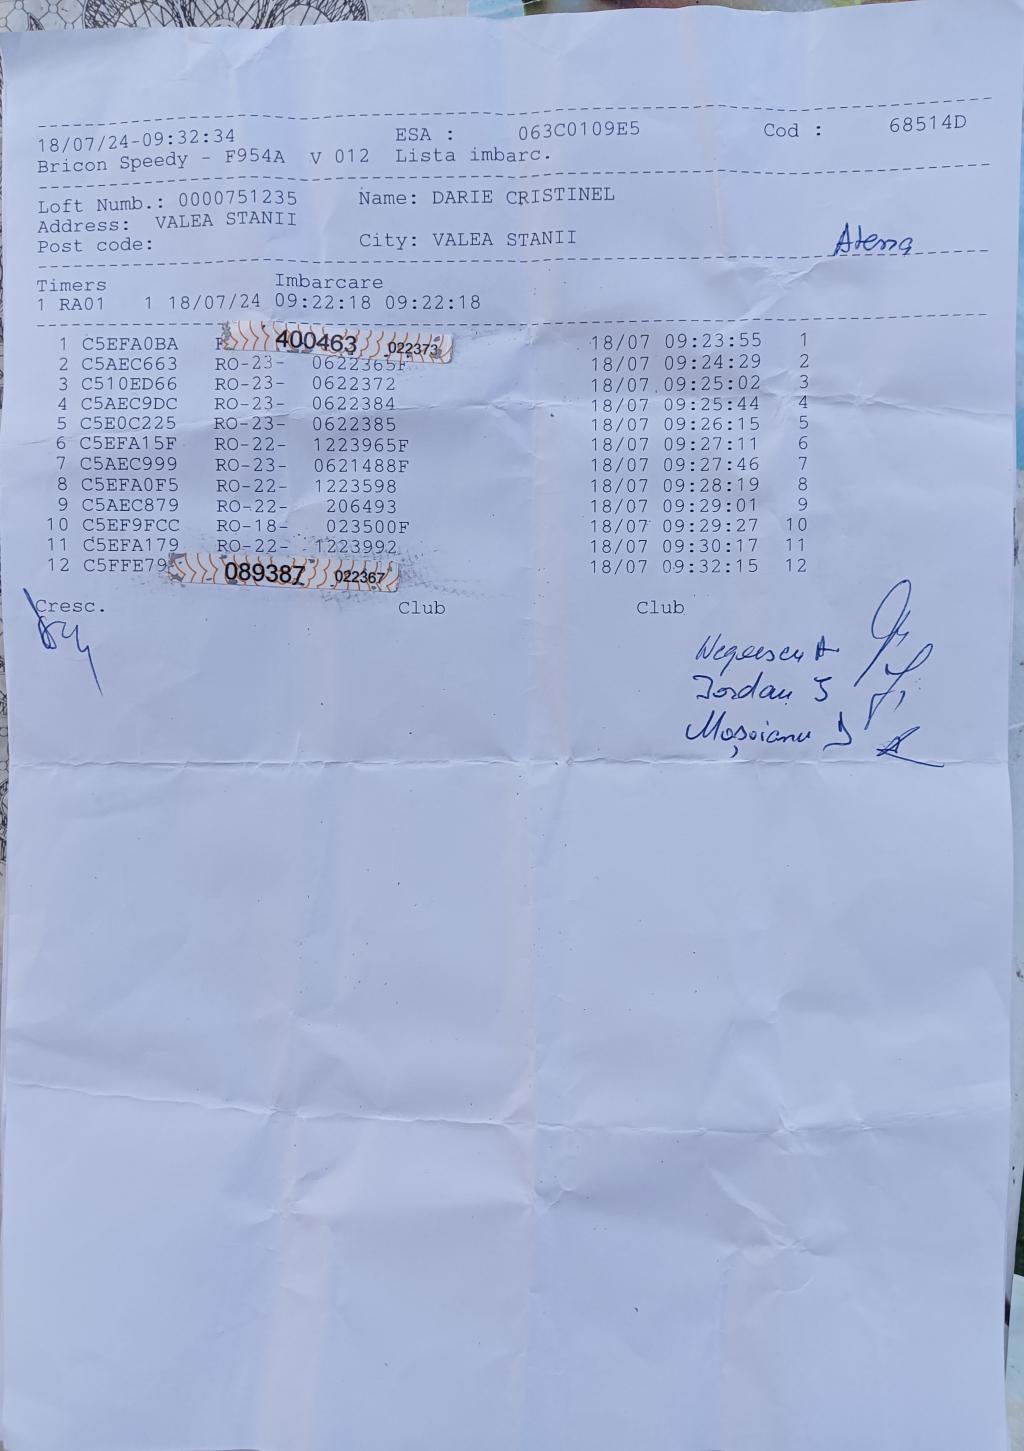 18/07/24-09:32:34 ESA : 063C0109E5 Cod : 68514D
Bricon Speedy - F954A V 012 Lista imbarc.
Loft Numb.: 0000751235 Name: DARIE CRISTINEL
Address: VALEA STANII
Post code: City: VALEA STANII
Atena
Timers Imbarcare
1 RA01 1 18/07/24 09:22:18 09:22:18
1 C5EFA0BA 400463 022373 18/07 09:23:55 1
2 C5AEC663 RO-23- 0622365F 18/07 09:24:29 2
3 C510ED66 RO-23- 0622372 18/07 09:25:02 3
4 C5AEC9DC RO-23- 0622384 18/07 09:25:44 4
5 C5E0C225 RO-23- 0622385 18/07 09:26:15 5
6 C5EFA15F RO-22- 1223965F 18/07 09:27:11 6
7 C5AEC999 RO-23- 0621488F 18/07 09:27:46 7
8 C5EFA0F5 RO-22- 1223598 18/07 09:28:19 8
9 C5AEC879 RO-22- 206493 18/07 09:29:01 9
10 C5EF9FCC RO-18- 023500F 18/07 09:29:27 10
11 C5EFA179 RO-22- 1223992 18/07 09:30:17 11
12 C5FFE79 089387 022367 18/07 09:32:15 12
Cresc. Club Club
Negoescu A
Iordan I
Moșoianu D